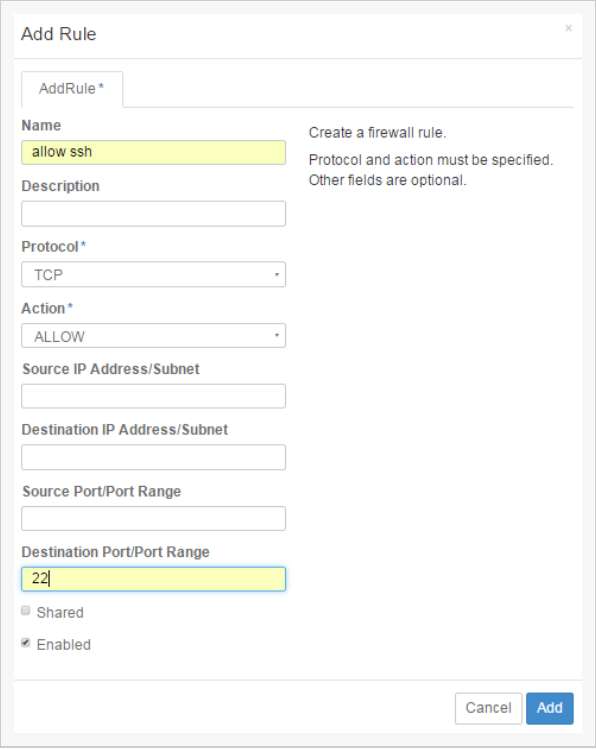 Add Rule
×
AddRule*
Name
allow ssh
Description
Protocol*
TCP
Action*
ALLOW
Source IP Address/Subnet
Destination IP Address/Subnet
Source Port/Port Range
Destination Port/Port Range
22
Shared
Enabled
Create a firewall rule.
Protocol and action must be specified.
Other fields are optional.
Cancel
Add